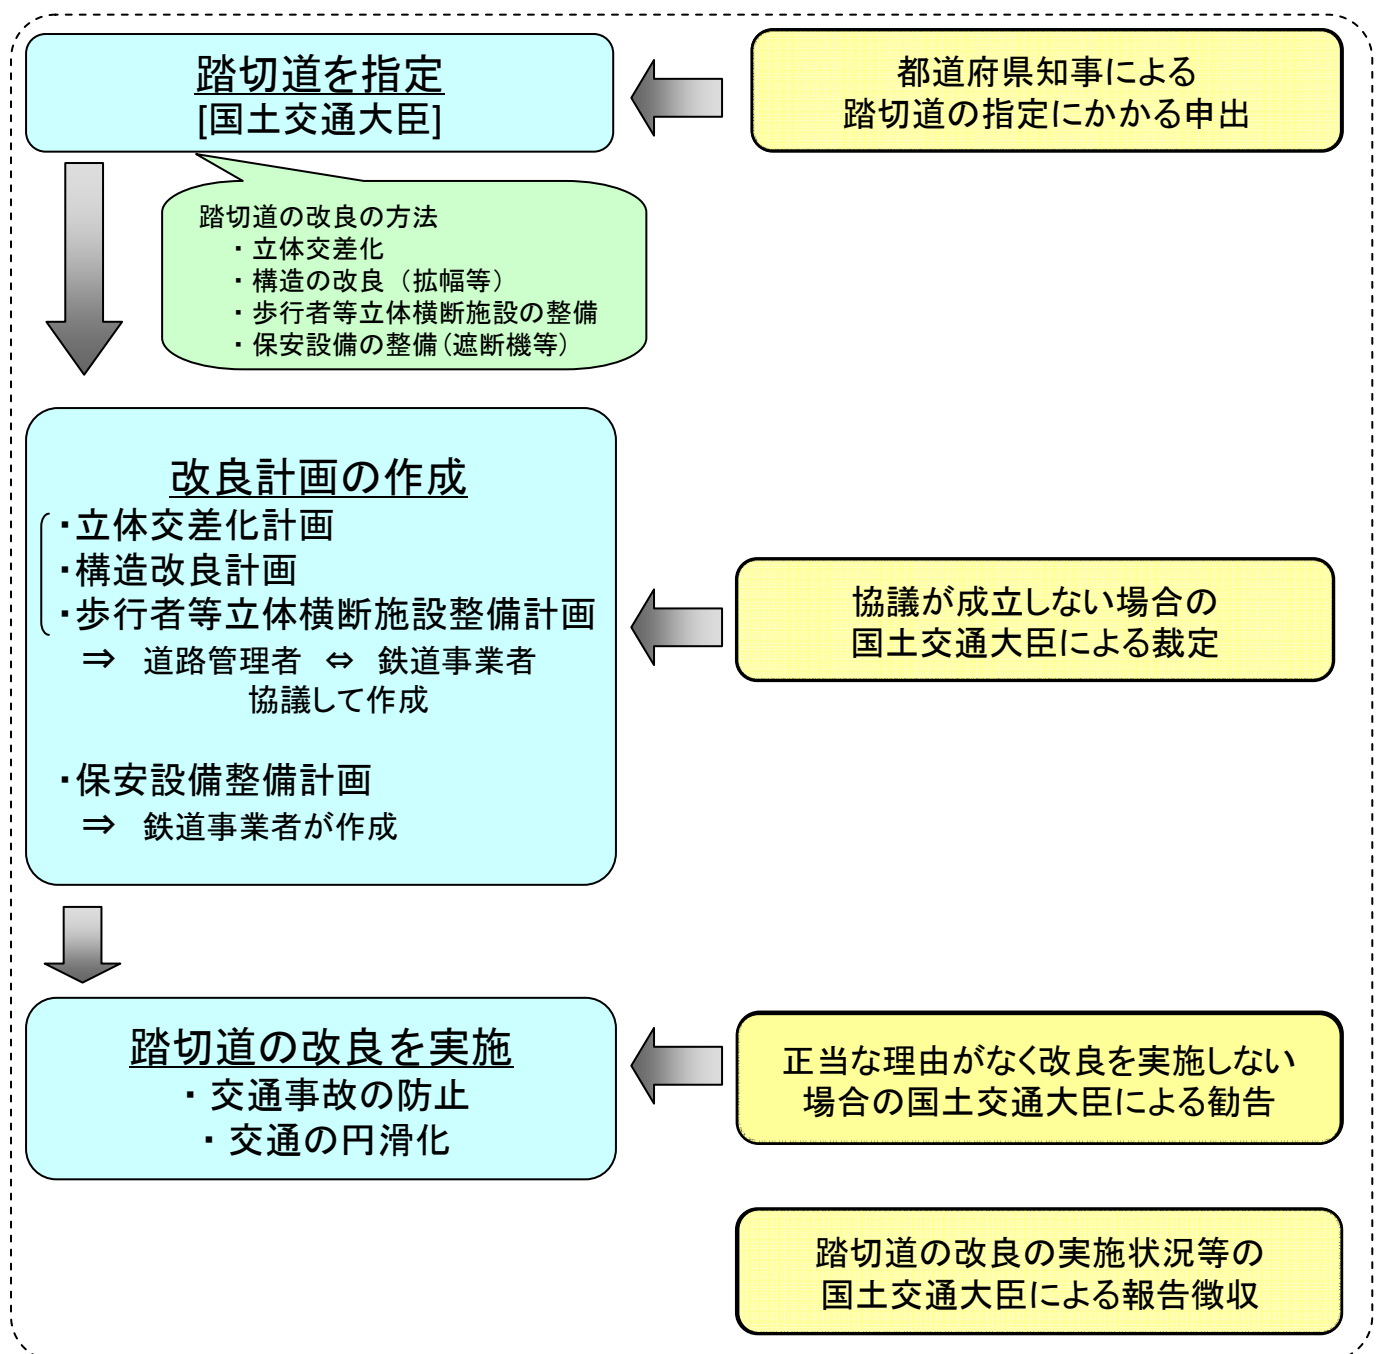 踏切道を指定
[国土交通大臣]
都道府県知事による
踏切道の指定にかかる申出
踏切道の改良の方法
・立体交差化
・構造の改良（拡幅等）
・歩行者等立体横断施設の整備
・保安設備の整備(遮断機等)
改良計画の作成
・立体交差化計画
・構造改良計画
・歩行者等立体横断施設整備計画
⇒ 道路管理者 ⇔ 鉄道事業者
協議して作成
・保安設備整備計画
⇒ 鉄道事業者が作成
協議が成立しない場合の
国土交通大臣による裁定
踏切道の改良を実施
・交通事故の防止
・交通の円滑化
正当な理由がなく改良を実施しない
場合の国土交通大臣による勧告
踏切道の改良の実施状況等の
国土交通大臣による報告徴収